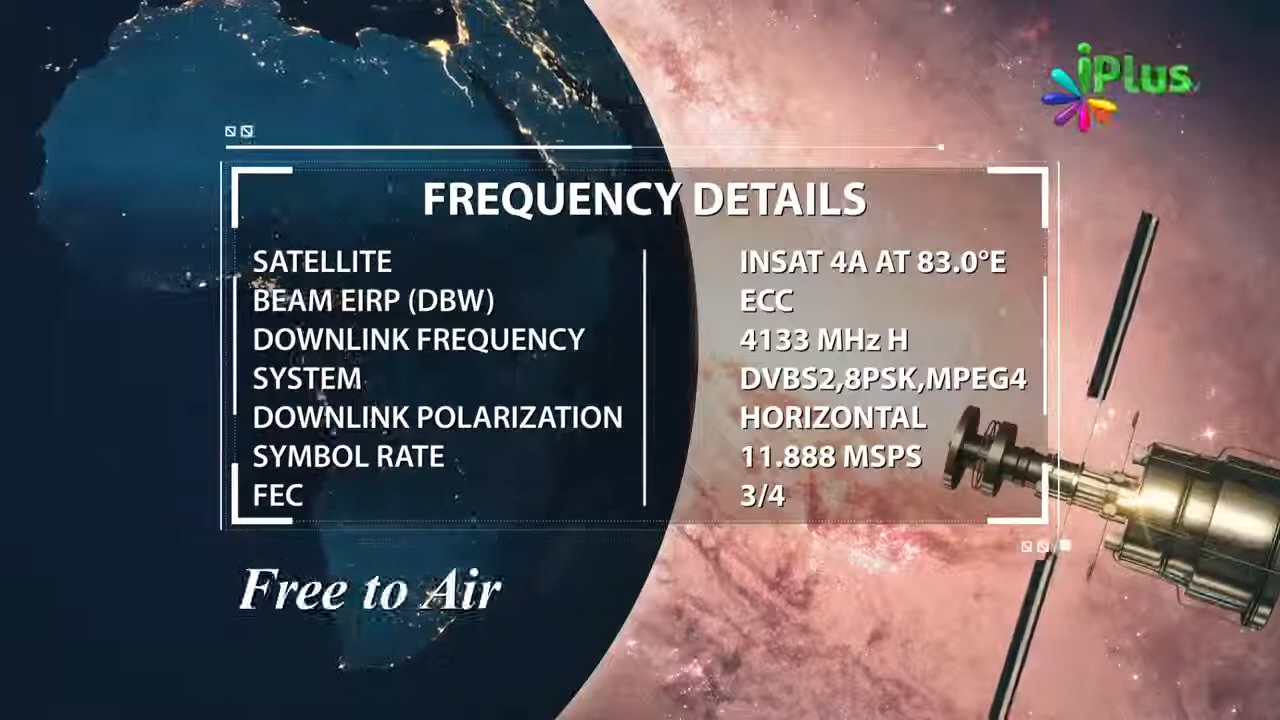 iPlus
FREQUENCY DETAILS
SATELLITE INSAT 4A AT 83.0°E
BEAM EIRP (DBW) ECC
DOWNLINK FREQUENCY 4133 MHz H
SYSTEM DVBS2,8PSK,MPEG4
DOWNLINK POLARIZATION HORIZONTAL
SYMBOL RATE 11.888 MSPS
FEC 3/4
Free to Air